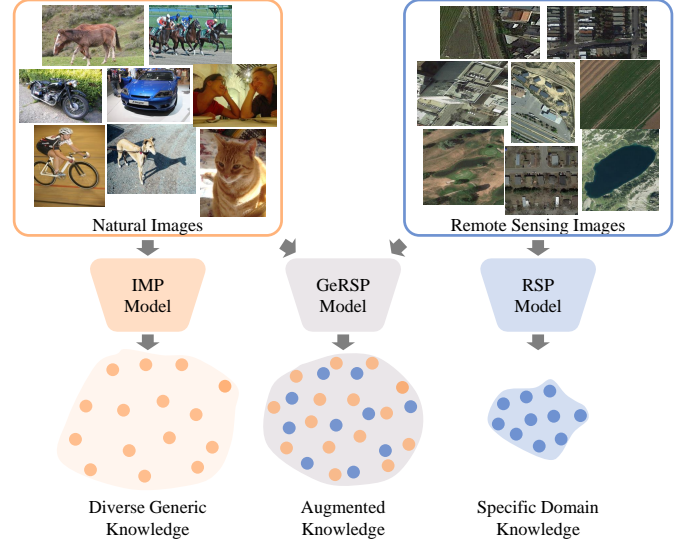 Natural Images
Remote Sensing Images
IMP
Model
GeRSP
Model
RSP
Model
Diverse Generic
Knowledge
Augmented
Knowledge
Specific Domain
Knowledge